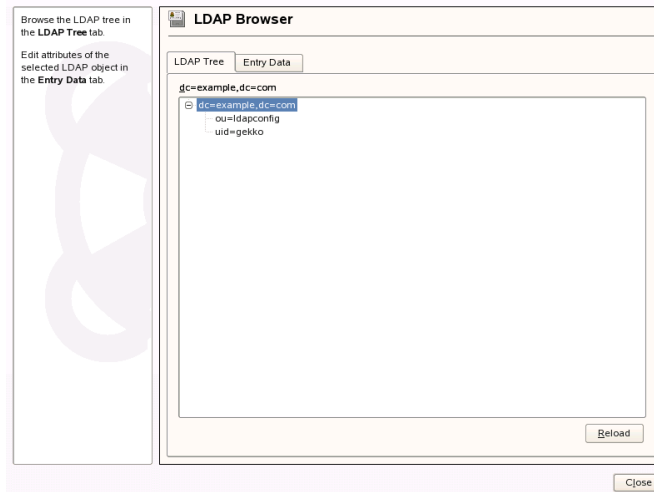 Browse the LDAP tree in
the LDAP Tree tab.
Edit attributes of the
selected LDAP object in
the Entry Data tab.
LDAP Browser
LDAP Tree
Entry Data
dc=example,dc=com
dc=example,dc=com
ou=ldapconfig
uid=gekko
Reload
Close